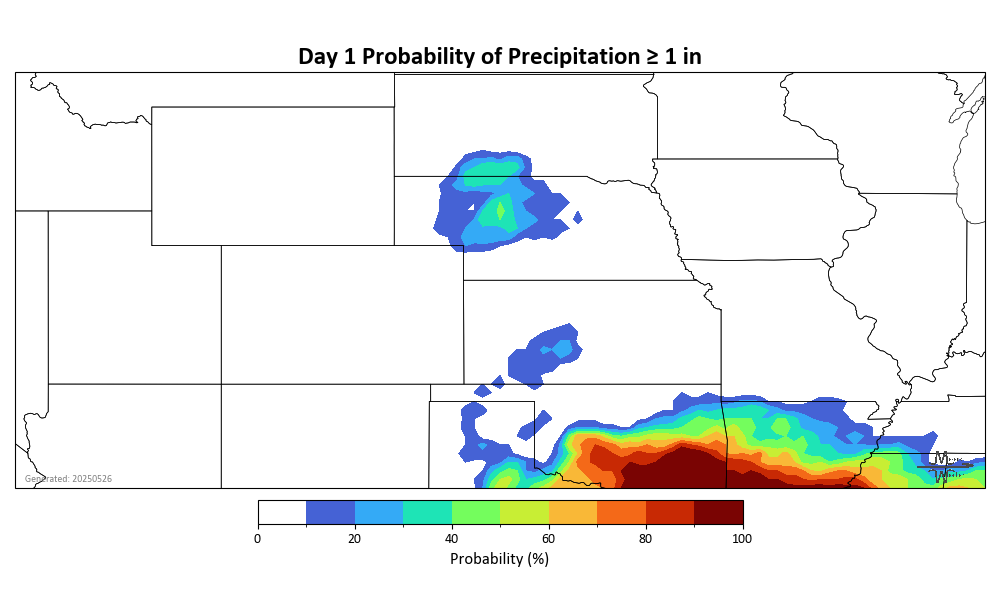 Day 1 Probability of Precipitation ≥ 1 in
Generated: 20250526
0 20 40 60 80 100
Probability (%)